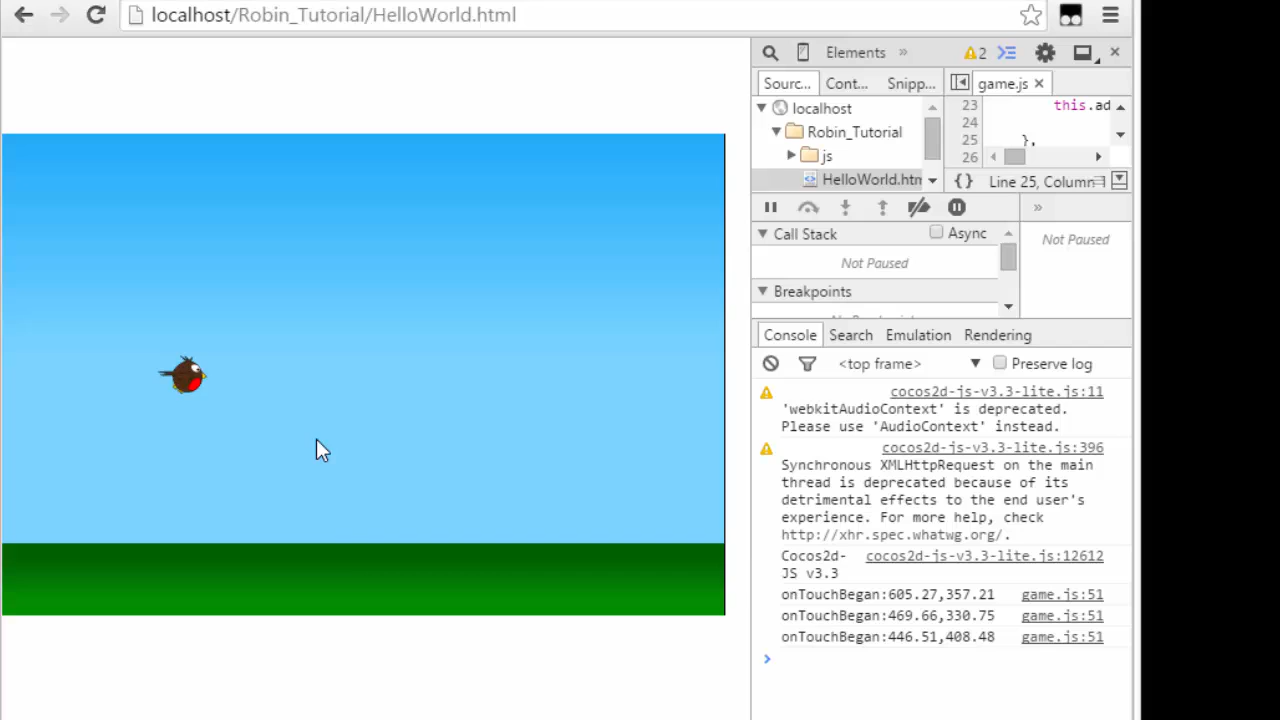 localhost/Robin_Tutorial/HelloWorld.html
Elements » 2
Sourc... Cont... Snipp... game.js
localhost
Robin_Tutorial
js
HelloWorld.htm
23 this.ad
24
25 },
26
{} Line 25, Column
Call Stack Async
Not Paused
Breakpoints
»
Not Paused
Console Search Emulation Rendering
<top frame> Preserve log
cocos2d-js-v3.3-lite.js:11
'webkitAudioContext' is deprecated.
Please use 'AudioContext' instead.
cocos2d-js-v3.3-lite.js:396
Synchronous XMLHttpRequest on the main
thread is deprecated because of its
detrimental effects to the end user's
experience. For more help, check
http://xhr.spec.whatwg.org/.
Cocos2d- cocos2d-js-v3.3-lite.js:12612
JS v3.3
onTouchBegan:605.27,357.21 game.js:51
onTouchBegan:469.66,330.75 game.js:51
onTouchBegan:446.51,408.48 game.js:51
>